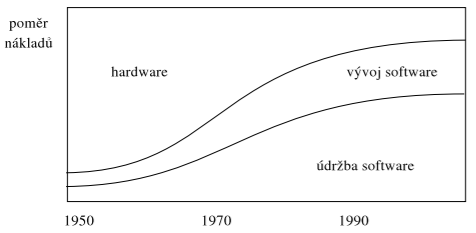 poměr
nákladů
hardware
vývoj software
údržba software
1950 1970 1990